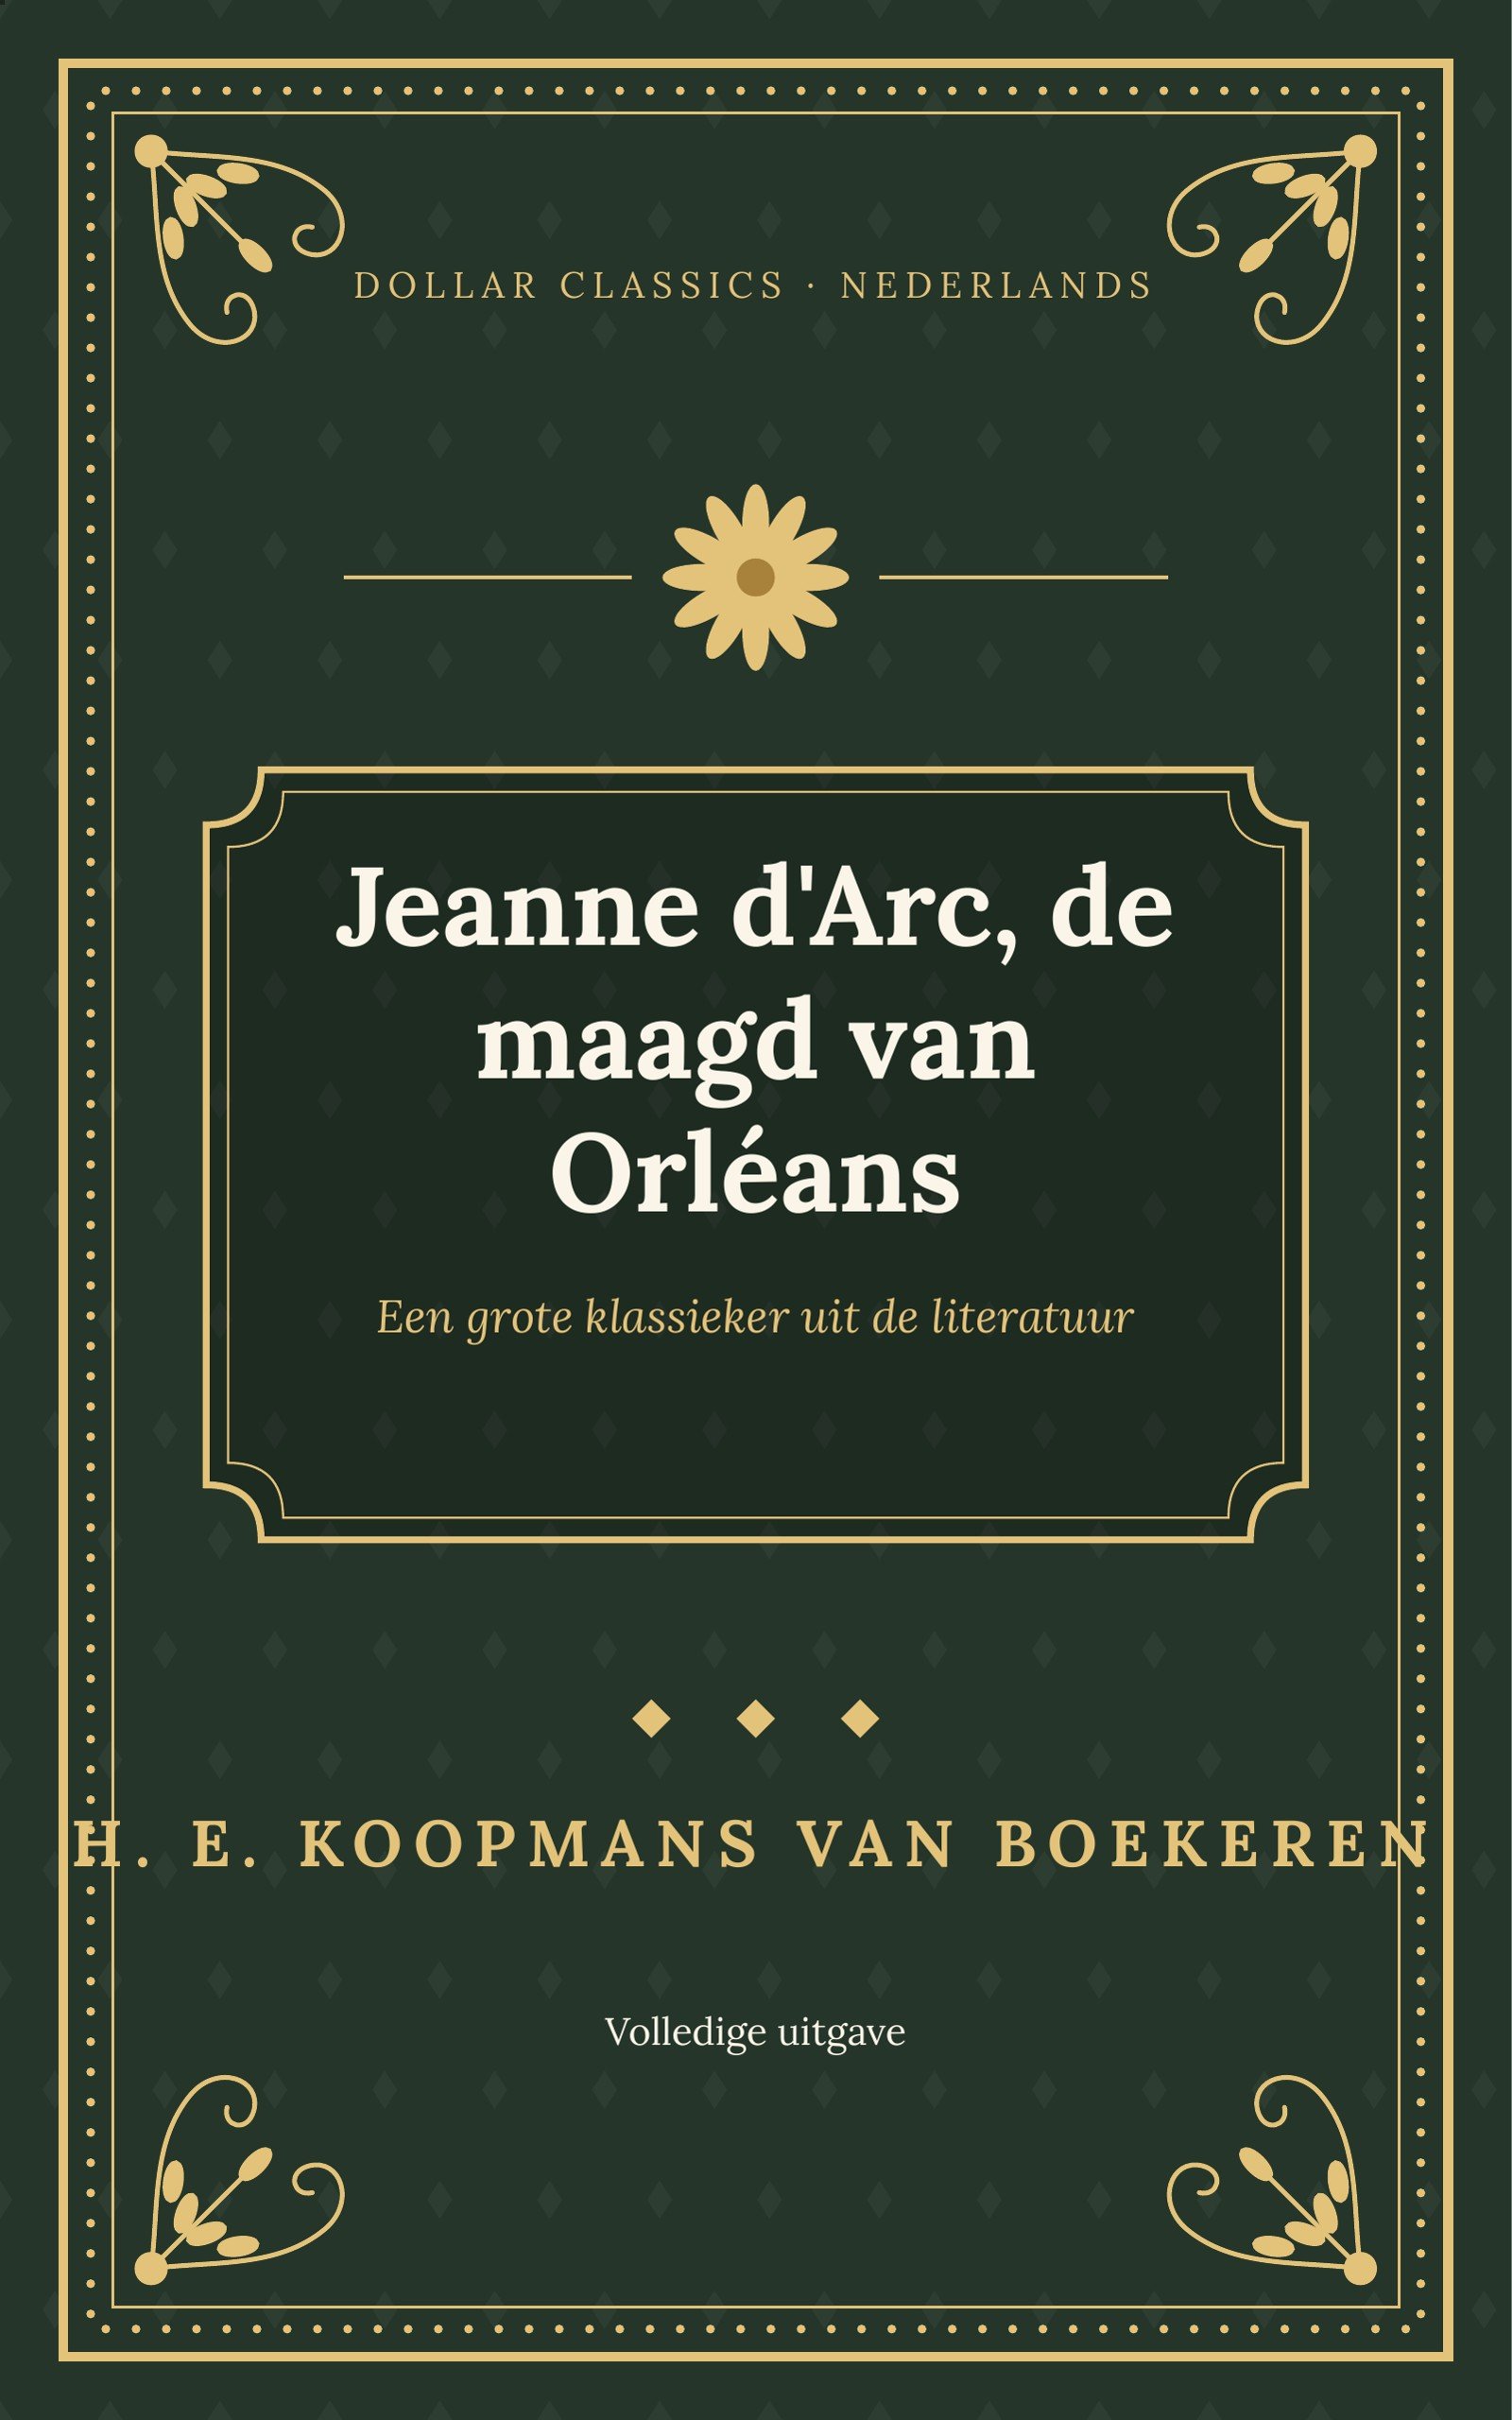 DOLLAR CLASSICS · NEDERLANDS
Jeanne d'Arc, de
maagd van
Orléans
Een grote klassieker uit de literatuur
H. E. KOOPMANS VAN BOEKEREN
Volledige uitgave